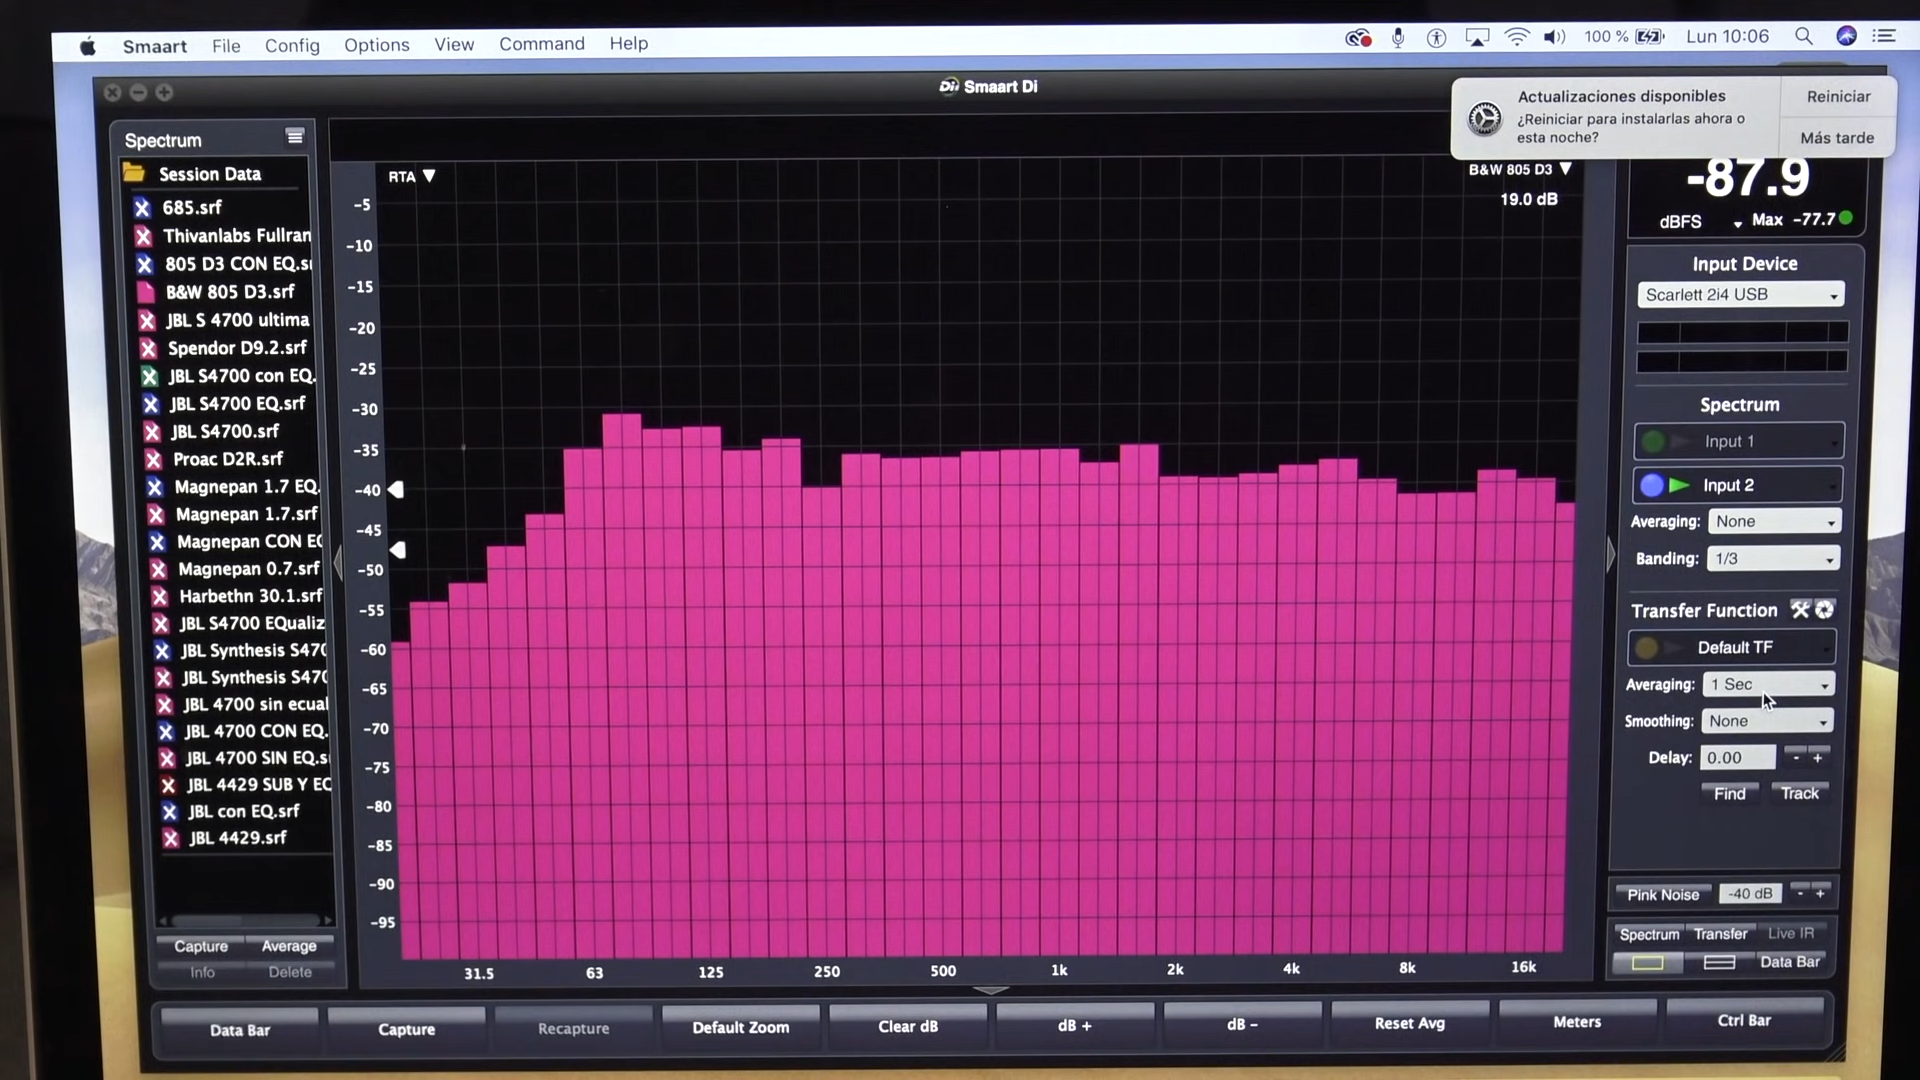 Smaart File Config Options View Command Help 100 % Lun 10:06
Di Smaart Di
Actualizaciones disponibles
¿Reiniciar para instalarlas ahora o
esta noche?
Reiniciar
Más tarde
Spectrum
Session Data
685.srf
Thivanlabs Fullran
805 D3 CON EQ.s
B&W 805 D3.srf
JBL S 4700 ultima
Spendor D9.2.srf
JBL S4700 con EQ.
JBL S4700 EQ.srf
JBL S4700.srf
Proac D2R.srf
Magnepan 1.7 EQ.
Magnepan 1.7.srf
Magnepan CON EQ
Magnepan 0.7.srf
Harbethn 30.1.srf
JBL S4700 EQualiz
JBL Synthesis S470
JBL Synthesis S470
JBL 4700 sin ecual
JBL 4700 CON EQ.
JBL 4700 SIN EQ.s
JBL 4429 SUB Y EQ
JBL con EQ.srf
JBL 4429.srf
Capture Average
Info Delete
RTA
B&W 805 D3
19.0 dB
-5
-10
-15
-20
-25
-30
-35
-40
-45
-50
-55
-60
-65
-70
-75
-80
-85
-90
-95
31.5 63 125 250 500 1k 2k 4k 8k 16k
-87.9
dBFS Max -77.7
Input Device
Scarlett 2i4 USB
Spectrum
Input 1
Input 2
Averaging: None
Banding: 1/3
Transfer Function
Default TF
Averaging: 1 Sec
Smoothing: None
Delay: 0.00 - +
Find Track
Pink Noise -40 dB - +
Spectrum Transfer Live IR
Data Bar
Data Bar Capture Recapture Default Zoom Clear dB dB + dB - Reset Avg Meters Ctrl Bar